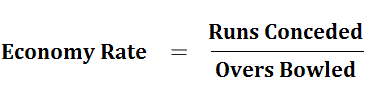 Runs Conceded
Economy Rate =
Overs Bowled